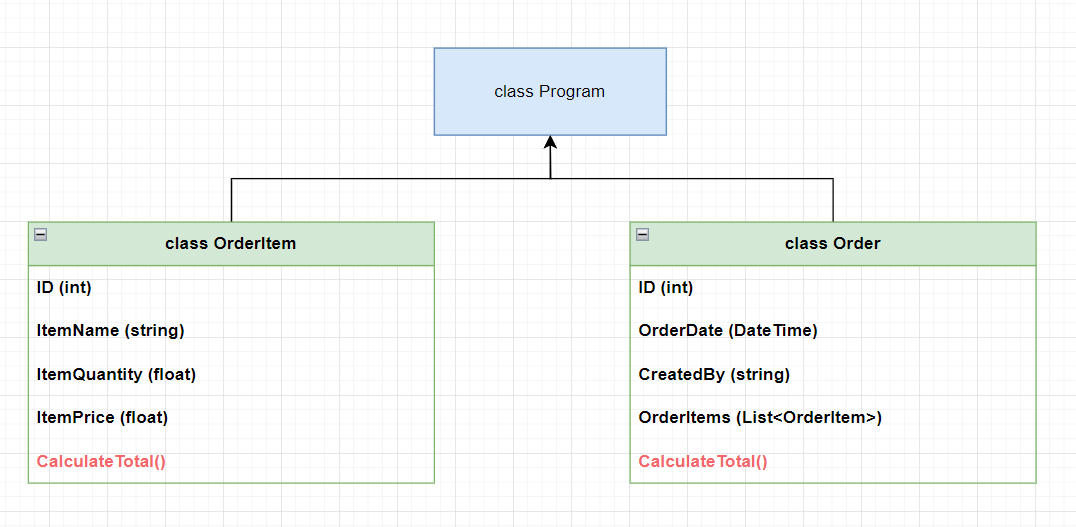 class Program
class OrderItem
ID (int)
ItemName (string)
ItemQuantity (float)
ItemPrice (float)
CalculateTotal()
class Order
ID (int)
OrderDate (DateTime)
CreatedBy (string)
OrderItems (List<OrderItem>)
CalculateTotal()